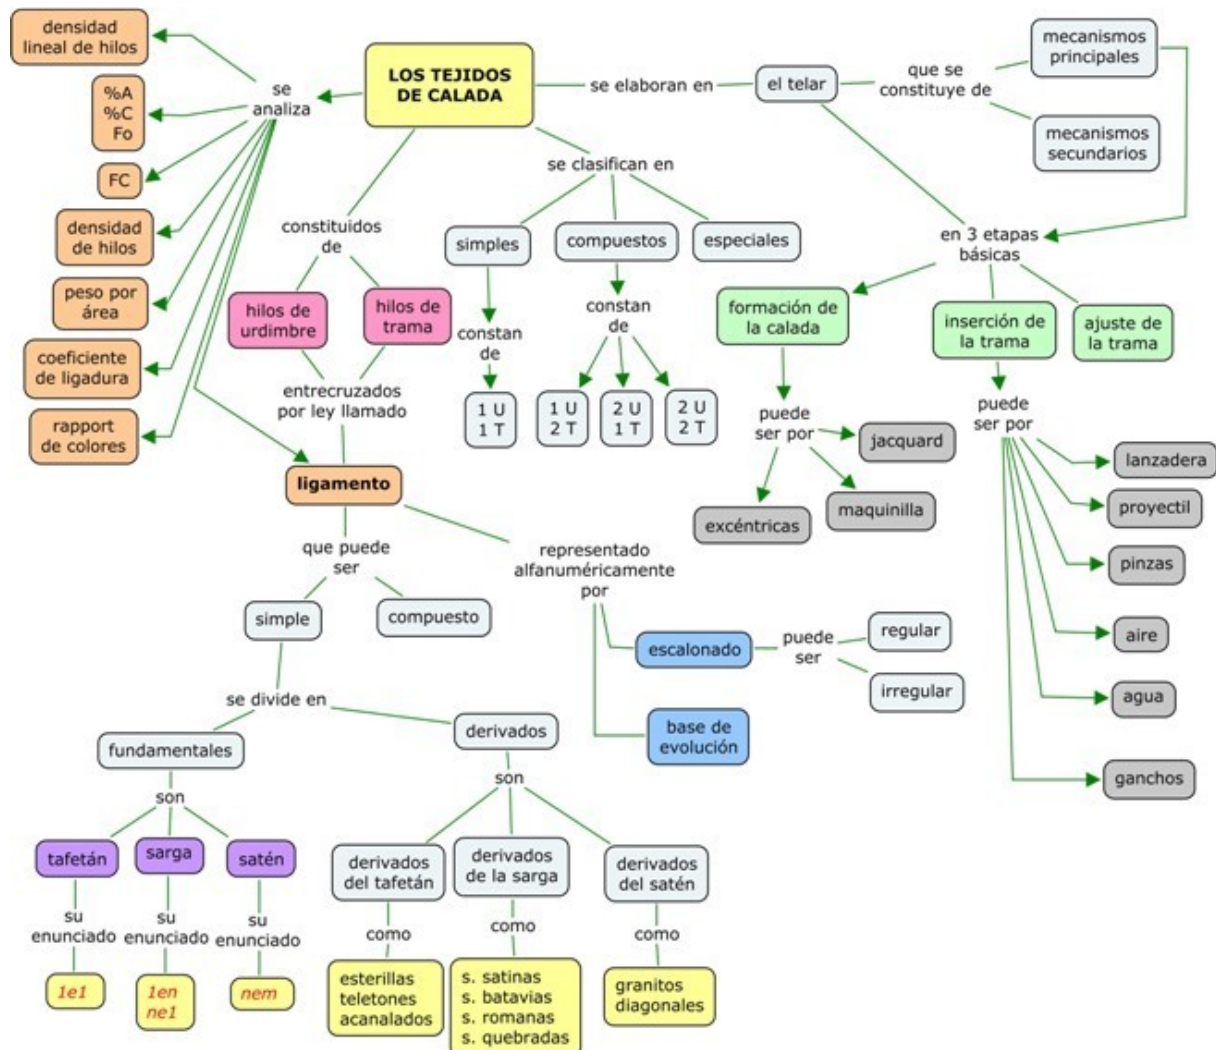 LOS TEJIDOS
DE CALADA
se
analiza
densidad
lineal de hilos
%A
%C
Fo
FC
densidad
de hilos
peso por
área
coeficiente
de ligadura
rapport
de colores
constituidos
de
hilos de
urdimbre
hilos de
trama
entrecruzados
por ley llamado
ligamento
se clasifican en
simples
compuestos
especiales
constan
de
1 U
1 T
constan
de
1 U
2 T
2 U
1 T
2 U
2 T
se elaboran en
el telar
que se
constituye de
mecanismos
principales
mecanismos
secundarios
en 3 etapas
básicas
formación de
la calada
inserción de
la trama
ajuste de
la trama
puede
ser por
jacquard
maquinilla
excéntricas
puede
ser por
lanzadera
proyectil
pinzas
aire
agua
ganchos
que puede
ser
simple
compuesto
representado
alfanuméricamente
por
escalonado
puede
ser
regular
irregular
base de
evolución
se divide en
fundamentales
derivados
son
tafetán
sarga
satén
su
enunciado
su
enunciado
su
enunciado
1e1
1en
ne1
nem
son
derivados
del tafetán
derivados
de la sarga
derivados
del satén
como
como
como
esterillas
teletones
acanalados
s. satinas
s. batavias
s. romanas
s. quebradas
granitos
diagonales